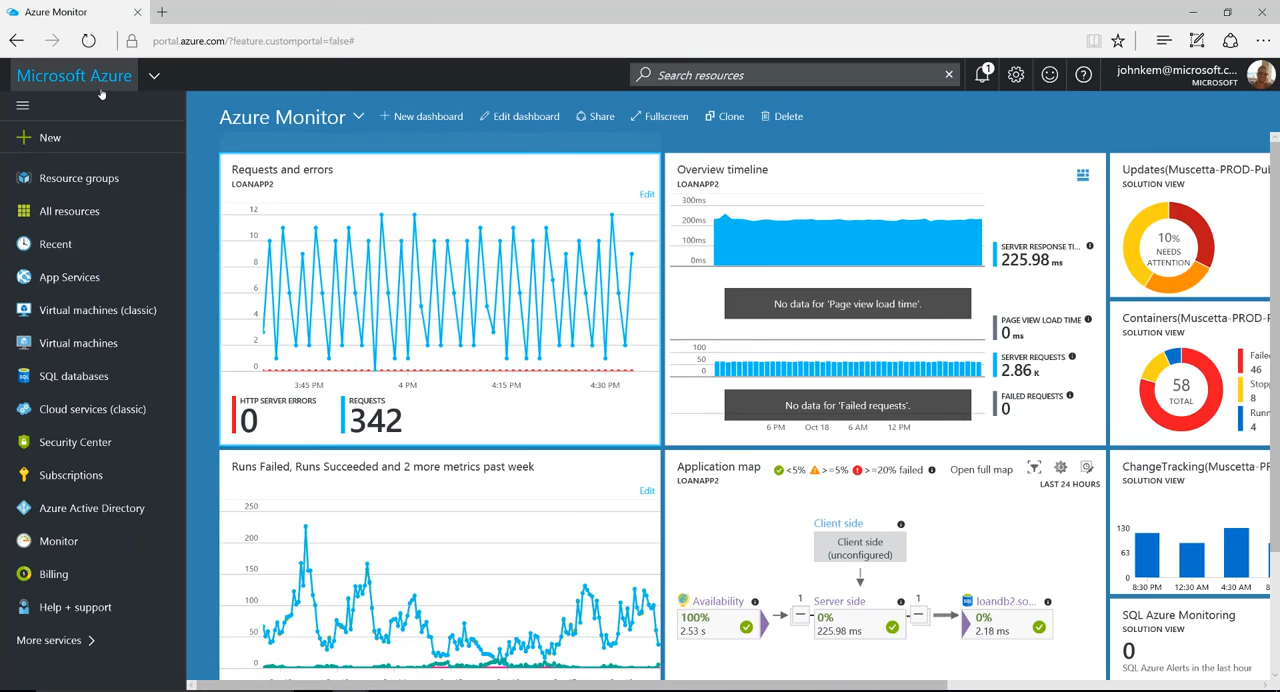 Azure Monitor
portal.azure.com/?feature.customportal=false#
Microsoft Azure
Search resources
1
johnkem@microsoft.c...
MICROSOFT
New
Resource groups
All resources
Recent
App Services
Virtual machines (classic)
Virtual machines
SQL databases
Cloud services (classic)
Security Center
Subscriptions
Azure Active Directory
Monitor
Billing
Help + support
More services
Azure Monitor
New dashboard
Edit dashboard
Share
Fullscreen
Clone
Delete
Requests and errors
LOANAPP2
Edit
12
10
8
6
4
2
0
3:45 PM
4 PM
4:15 PM
4:30 PM
HTTP SERVER ERRORS
0
REQUESTS
342
Overview timeline
LOANAPP2
300ms
200ms
100ms
0ms
SERVER RESPONSE TI...
225.98 ms
No data for 'Page view load time'.
PAGE VIEW LOAD TIME
0 ms
100
50
0
SERVER REQUESTS
2.86 K
No data for 'Failed requests'.
FAILED REQUESTS
0
6 PM
Oct 18
6 AM
12 PM
Updates(Muscetta-PROD-Pub
SOLUTION VIEW
10%
NEEDS
ATTENTION
Containers(Muscetta-PROD-P
SOLUTION VIEW
58
TOTAL
Faile
46
Stop
8
Runn
4
Runs Failed, Runs Succeeded and 2 more metrics past week
Edit
250
200
150
100
50
0
Application map
LOANAPP2
<5%
>=5%
>=20% failed
Open full map
LAST 24 HOURS
Client side
Client side
(unconfigured)
Availability
100%
2.53 s
1
Server side
0%
225.98 ms
1
loandb2.so...
0%
2.18 ms
ChangeTracking(Muscetta-PR
SOLUTION VIEW
130
63
0
8:30 PM
12:30 AM
4:30 AM
SQL Azure Monitoring
SOLUTION VIEW
0
SQL Azure Alerts in the last hour